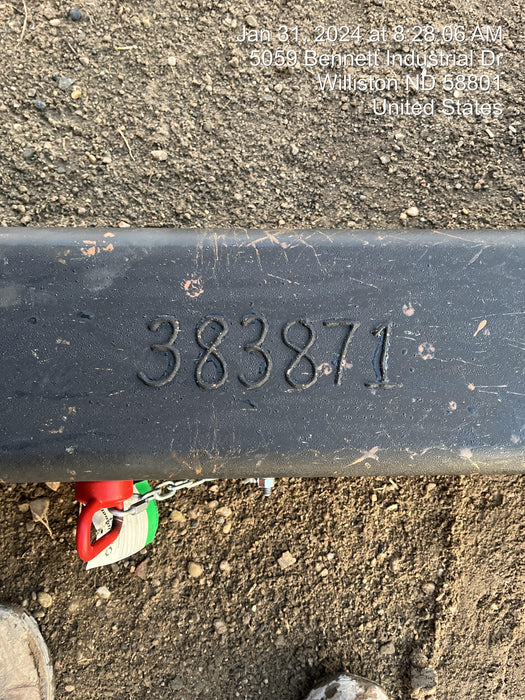 Jan 31, 2024 at 8:28:06 AM
5059 Bennett Industrial Dr
Williston ND 58801
United States
383871